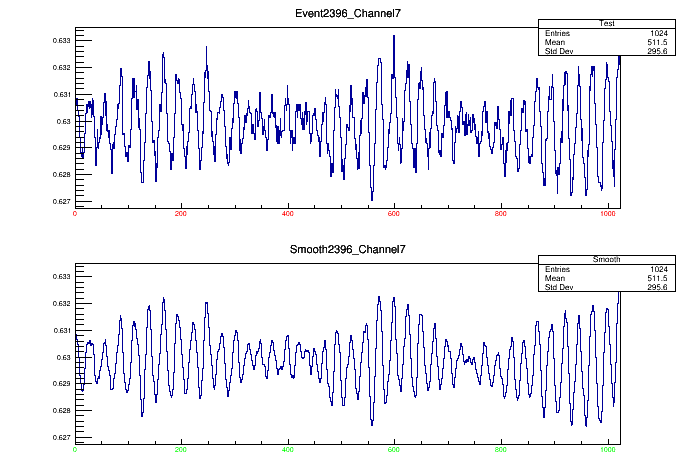 Event2396_Channel7
Test
Entries 1024
Mean 511.5
Std Dev 295.6
0.633
0.632
0.631
0.63
0.629
0.628
0.627
0 200 400 600 800 1000
Smooth2396_Channel7
Smooth
Entries 1024
Mean 511.5
Std Dev 295.6
0.633
0.632
0.631
0.63
0.629
0.628
0.627
0 200 400 600 800 1000